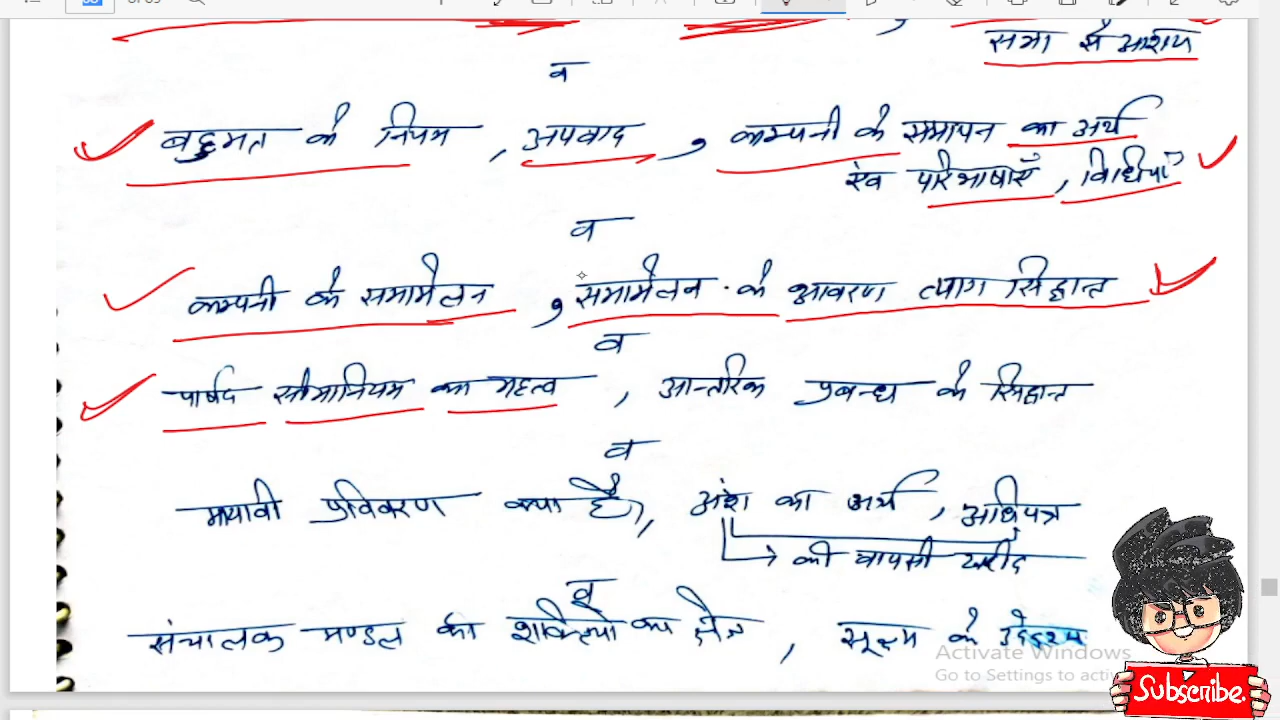 सभा से आशय
व
बहुमत के नियम, अपवाद, कम्पनी के समापन का अर्थ
एंव परिभाषाएँ, विधियाँ
व
कम्पनी के समामेलन, समामेलन के आवरण त्याग सिद्धान्त
व
पार्षद सीमानियम का महत्व, आन्तरिक प्रबन्ध के सिद्धान्त
व
मायावी प्रविवरण क्या है, अंश का अर्थ, अधिपत्र
की वापसी खरीद
व
संचालक मण्डल की शक्तियों का क्षेत्र, सूत्रम के उद्देश्य
Activate Windows
Go to Settings to acti
Subscribe